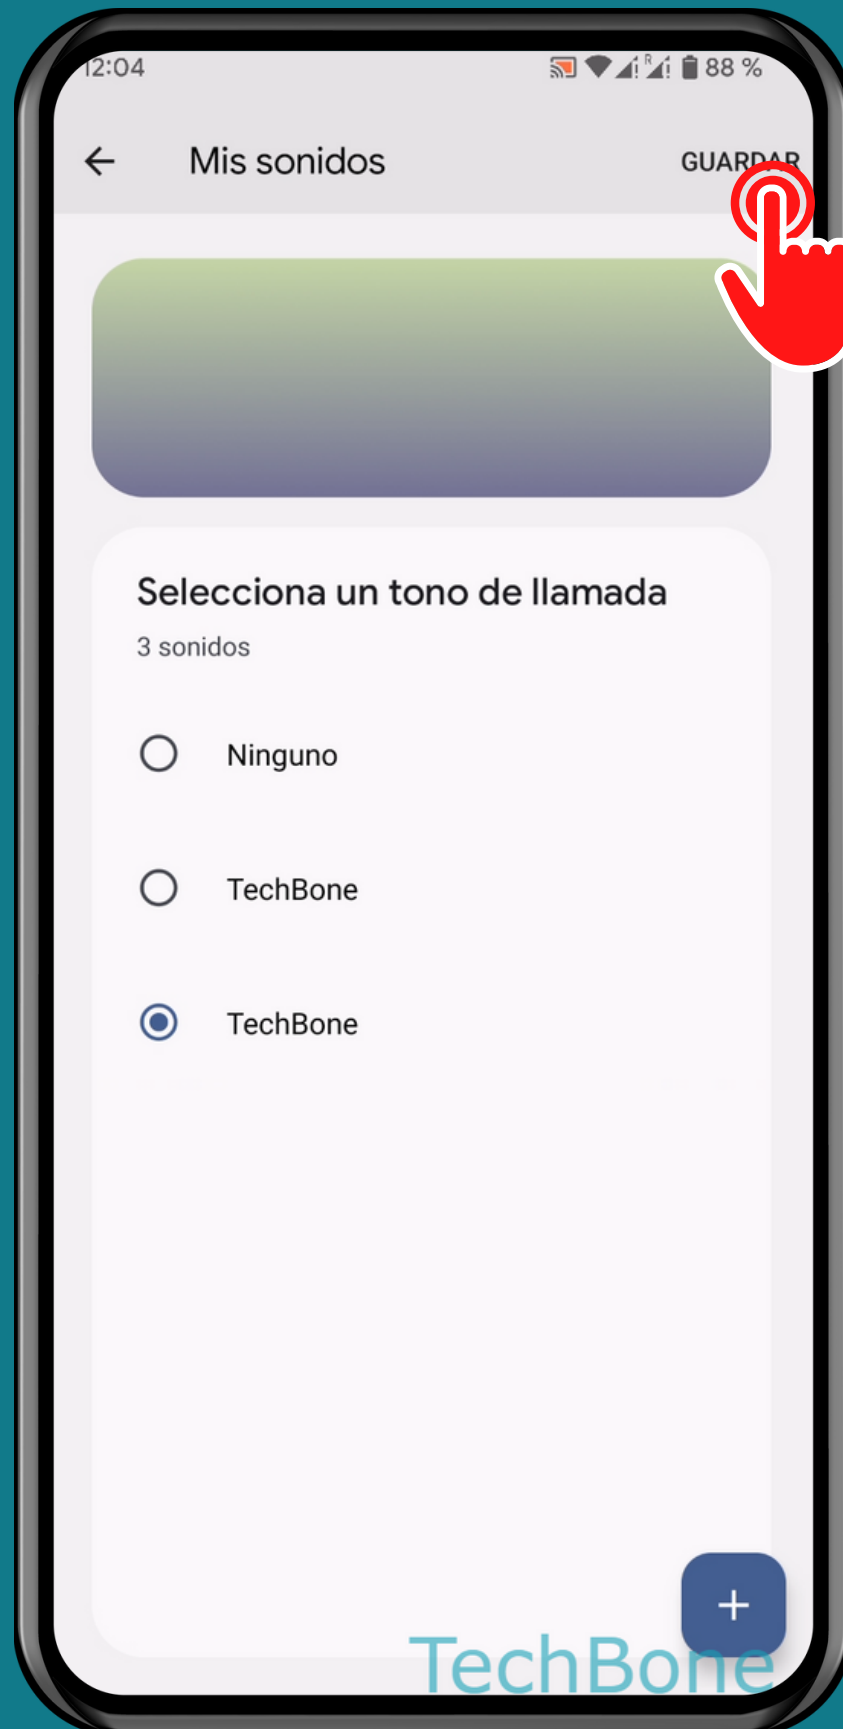 12:04 R 88 %
Mis sonidos GUARDAR
Selecciona un tono de llamada
3 sonidos
Ninguno
TechBone
TechBone
TechBone